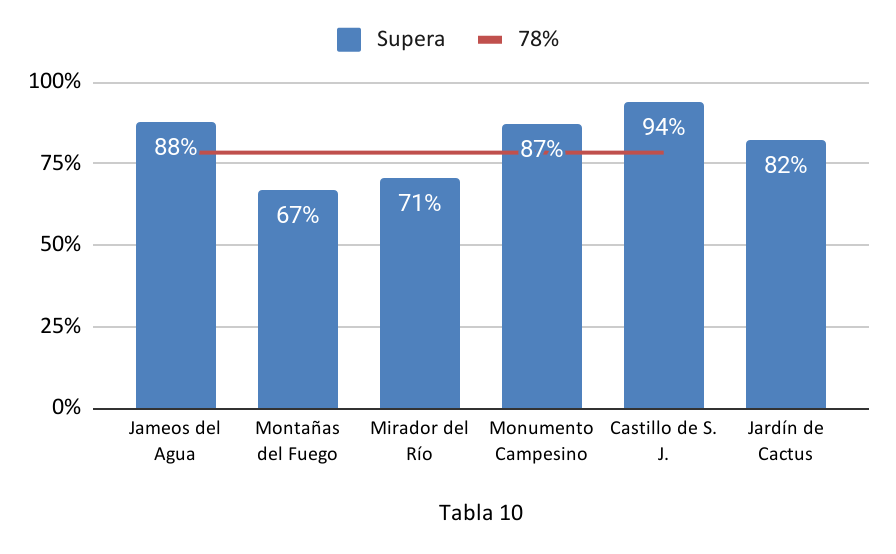 Supera 78%
100%
75%
50%
25%
0%
88% 67% 71% 87% 94% 82%
Jameos del Agua
Montañas del Fuego
Mirador del Río
Monumento Campesino
Castillo de S. J.
Jardín de Cactus
Tabla 10